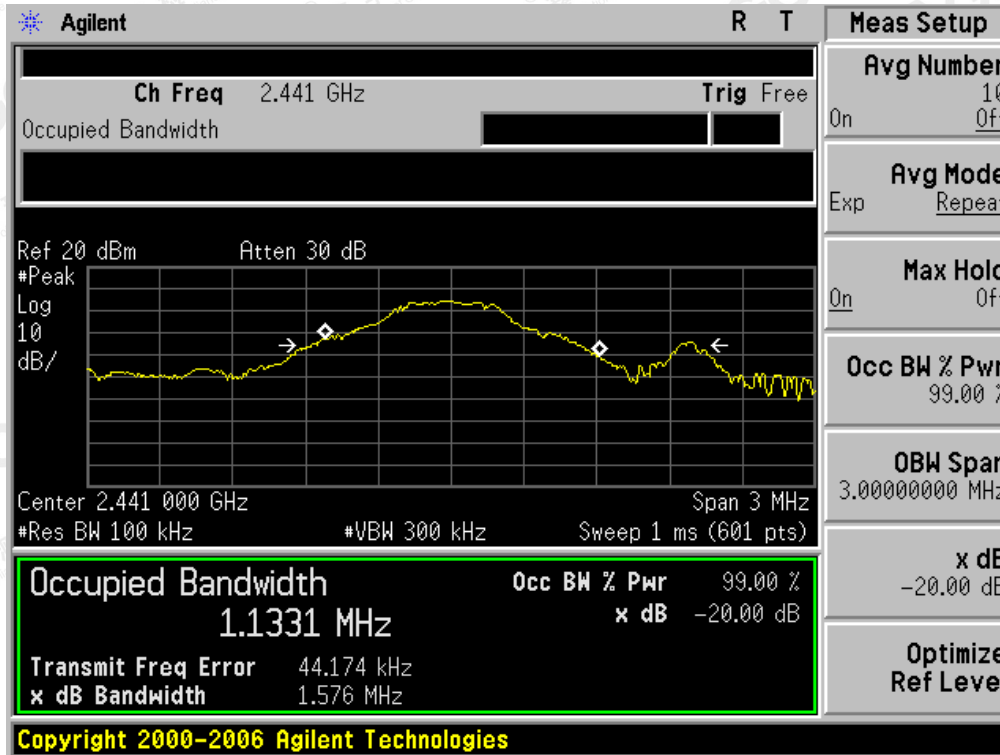 Agilent R T
Ch Freq 2.441 GHz Trig Free
Occupied Bandwidth
Ref 20 dBm Atten 30 dB
#Peak
Log
10
dB/
Center 2.441 000 GHz Span 3 MHz
#Res BW 100 kHz #VBW 300 kHz Sweep 1 ms (601 pts)
Occupied Bandwidth
1.1331 MHz
Occ BW % Pwr 99.00 %
x dB -20.00 dB
Transmit Freq Error 44.174 kHz
x dB Bandwidth 1.576 MHz
Copyright 2000-2006 Agilent Technologies
Meas Setup
Avg Number
10
On Off
Avg Mode
Exp Repeat
Max Hold
On Off
Occ BW % Pwr
99.00 %
OBW Span
3.00000000 MHz
x dB
-20.00 dB
Optimize
Ref Level